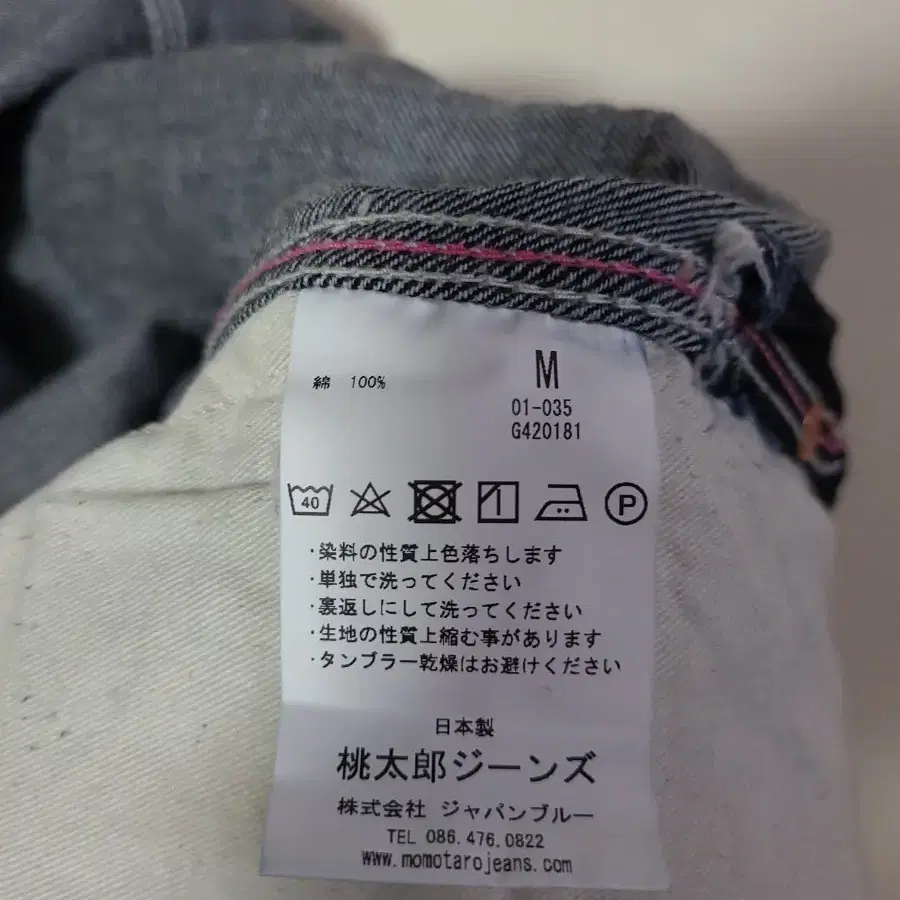 綿 100%
M
01-035
G420181
40
P
・染料の性質上色落ちします
・単独で洗ってください
・裏返しにして洗ってください
・生地の性質上縮む事があります
・タンブラー乾燥はお避けください
日本製
桃太郎ジーンズ
株式会社 ジャパンブルー
TEL 086.476.0822
www.momotarojeans.com